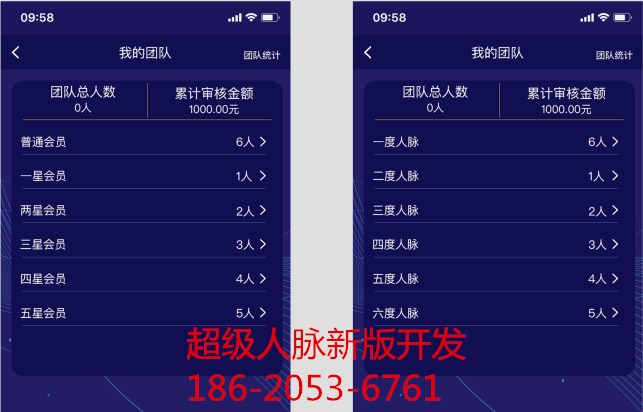 09:58
我的团队
团队统计
团队总人数
0人
累计审核金额
1000.00元
普通会员 6人
一星会员 1人
两星会员 2人
三星会员 3人
四星会员 4人
五星会员 5人
09:58
我的团队
团队统计
团队总人数
0人
累计审核金额
1000.00元
一度人脉 6人
二度人脉 1人
三度人脉 2人
四度人脉 3人
五度人脉 4人
六度人脉 5人
超级人脉新版开发
186-2053-6761